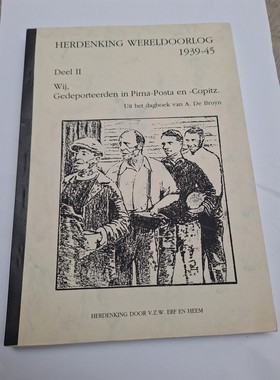 HERDENKING WERELDOORLOG
1939-45
Deel II
Wij,
Gedeporteerden in Pirna-Posta en -Copitz.
Uit het dagboek van A. De Bruyn
HERDENKING DOOR V.Z.W. ERF EN HEEM